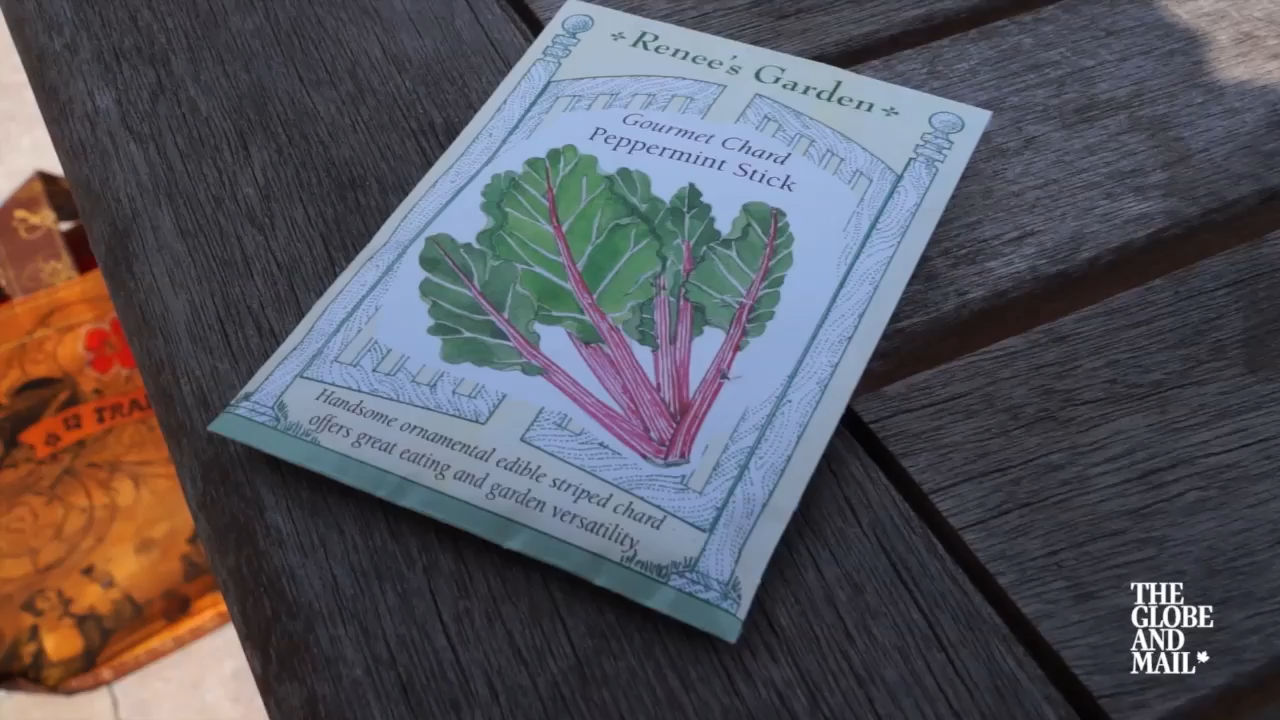 Renee's Garden
Gourmet Chard
Peppermint Stick
Handsome ornamental edible striped chard
offers great eating and garden versatility.
THE
GLOBE
AND
MAIL